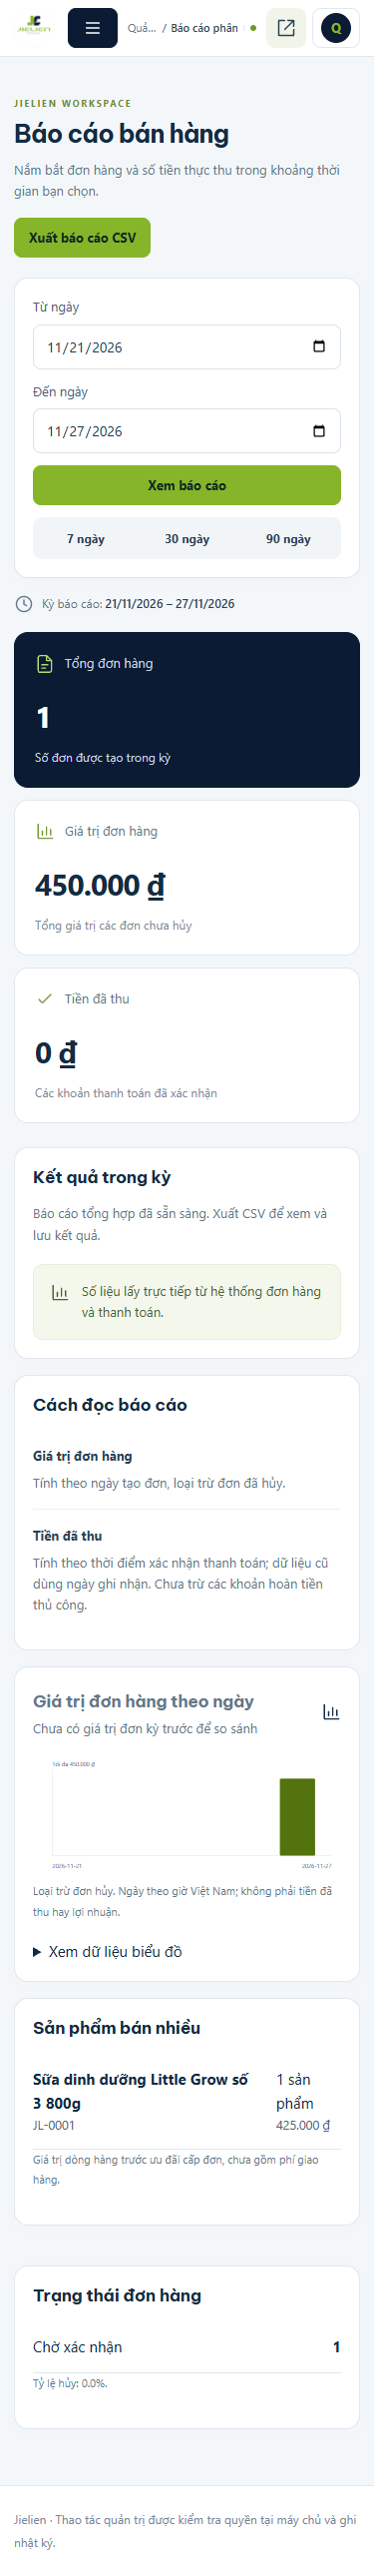 JIELIEN
Quả... / Báo cáo phân
Q
JIELIEN WORKSPACE
Báo cáo bán hàng
Nắm bắt đơn hàng và số tiền thực thu trong khoảng thời
gian bạn chọn.
Xuất báo cáo CSV
Từ ngày
11/21/2026
Đến ngày
11/27/2026
Xem báo cáo
7 ngày 30 ngày 90 ngày
Kỳ báo cáo: 21/11/2026 – 27/11/2026
Tổng đơn hàng
1
Số đơn được tạo trong kỳ
Giá trị đơn hàng
450.000 ₫
Tổng giá trị các đơn chưa hủy
Tiền đã thu
0 ₫
Các khoản thanh toán đã xác nhận
Kết quả trong kỳ
Báo cáo tổng hợp đã sẵn sàng. Xuất CSV để xem và
lưu kết quả.
Số liệu lấy trực tiếp từ hệ thống đơn hàng
và thanh toán.
Cách đọc báo cáo
Giá trị đơn hàng
Tính theo ngày tạo đơn, loại trừ đơn đã hủy.
Tiền đã thu
Tính theo thời điểm xác nhận thanh toán; dữ liệu cũ
dùng ngày ghi nhận. Chưa trừ các khoản hoàn tiền
thủ công.
Giá trị đơn hàng theo ngày
Chưa có giá trị đơn kỳ trước để so sánh
Tối đa 450.000 ₫
2026-11-21 2026-11-27
Loại trừ đơn hủy. Ngày theo giờ Việt Nam; không phải tiền đã
thu hay lợi nhuận.
Xem dữ liệu biểu đồ
Sản phẩm bán nhiều
Sữa dinh dưỡng Little Grow số 1 sản
3 800g phẩm
JL-0001 425.000 ₫
Giá trị dòng hàng trước ưu đãi cấp đơn, chưa gồm phí giao
hàng.
Trạng thái đơn hàng
Chờ xác nhận 1
Tỷ lệ hủy: 0.0%.
Jielien · Thao tác quản trị được kiểm tra quyền tại máy chủ và ghi
nhật ký.